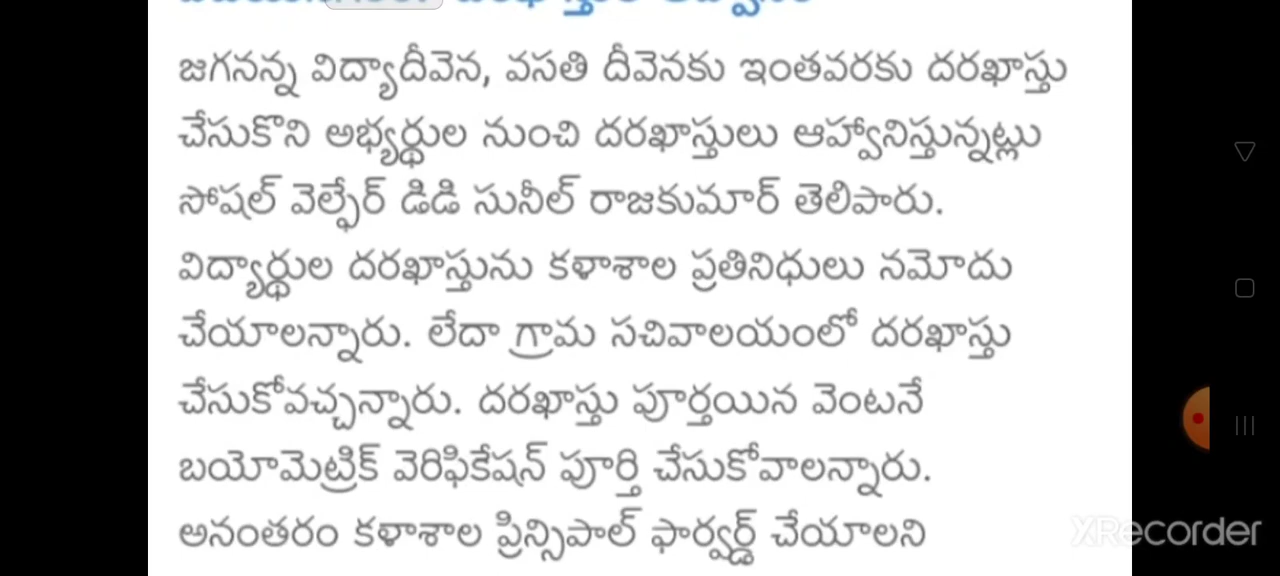 జగనన్న విద్యాదీవెన, వసతి దీవెనకు ఇంతవరకు దరఖాస్తు
చేసుకొని అభ్యర్థుల నుంచి దరఖాస్తులు ఆహ్వానిస్తున్నట్లు
సోషల్ వెల్ఫేర్ డిడి సునీల్ రాజకుమార్ తెలిపారు.
విద్యార్థుల దరఖాస్తును కళాశాల ప్రతినిధులు నమోదు
చేయాలన్నారు. లేదా గ్రామ సచివాలయంలో దరఖాస్తు
చేసుకోవచ్చన్నారు. దరఖాస్తు పూర్తయిన వెంటనే
బయోమెట్రిక్ వెరిఫికేషన్ పూర్తి చేసుకోవాలన్నారు.
అనంతరం కళాశాల ప్రిన్సిపాల్ ఫార్వర్డ్ చేయాలని
XRecorder